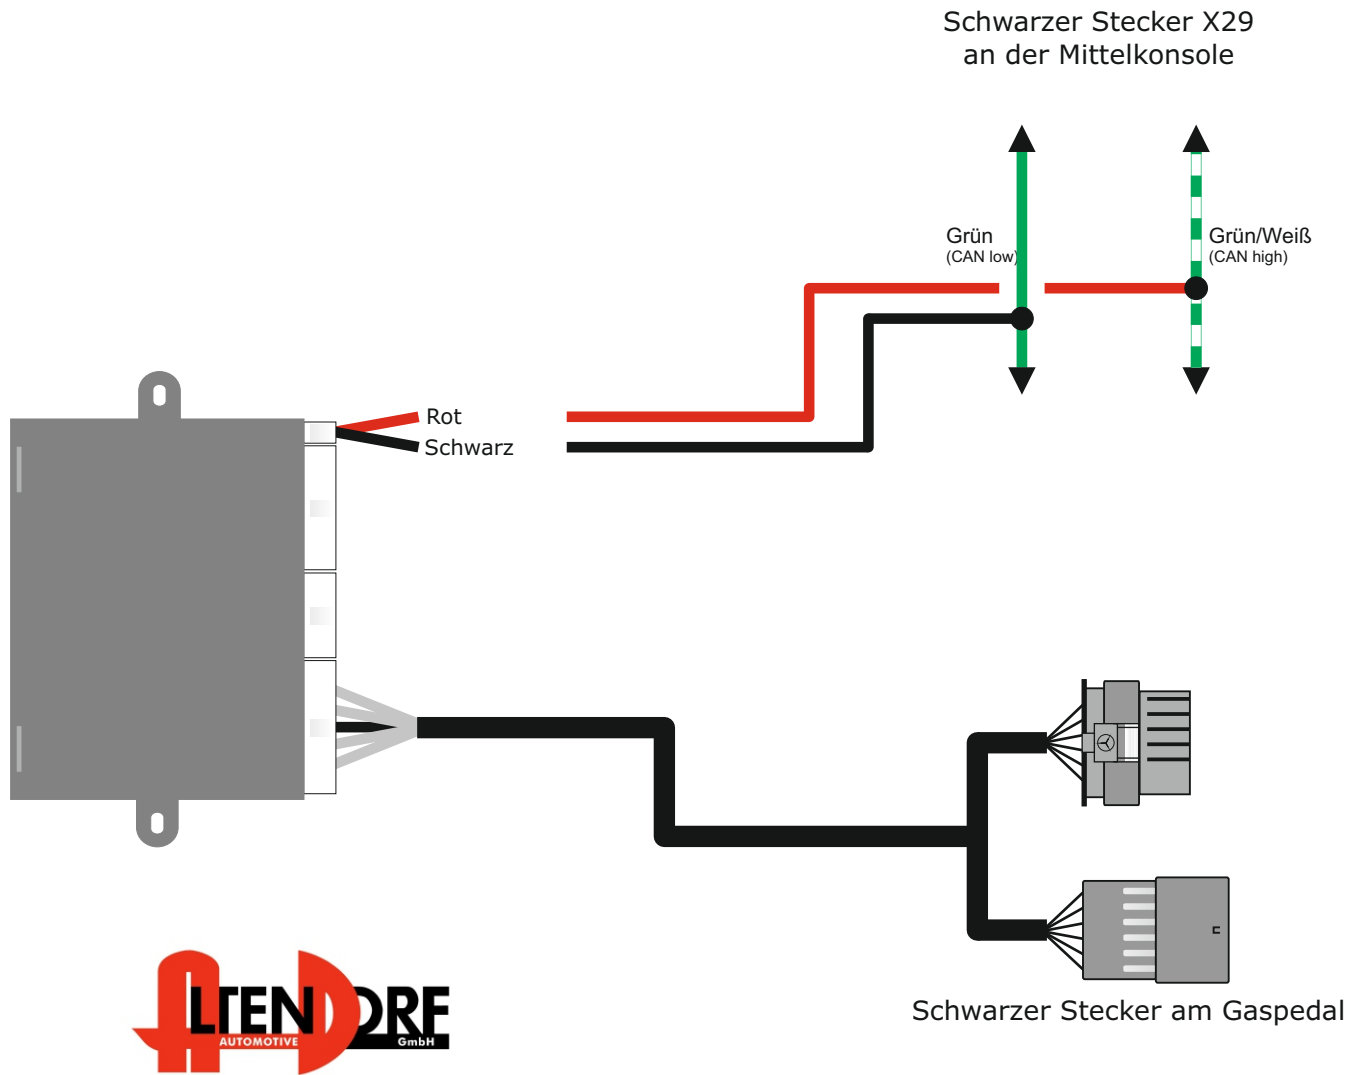 Schwarzer Stecker X29
an der Mittelkonsole
Grün
(CAN low)
Grün/Weiß
(CAN high)
Rot
Schwarz
Schwarzer Stecker am Gaspedal
ALTENDORF
AUTOMOTIVE
GmbH